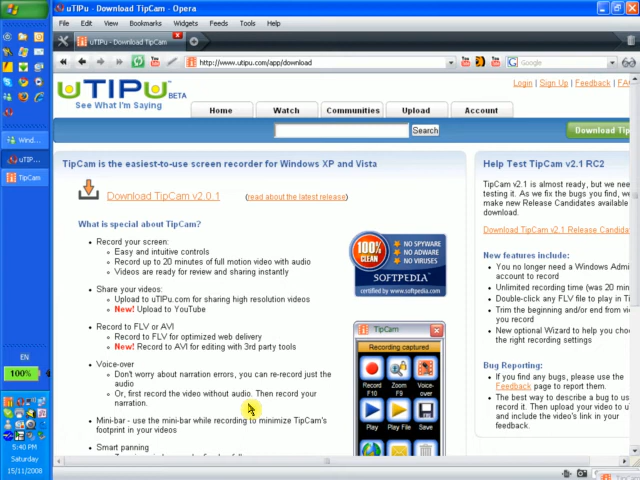 uTIPu - Download TipCam - Opera
File Edit View Bookmarks Widgets Feeds Tools Help
uTIPu - Download TipCam
http://www.utipu.com/app/download
Google
Login | Sign Up | Feedback | FAQ
uTIPu BETA
See What I'm Saying
Home Watch Communities Upload Account
Search
Download Tip
TipCam is the easiest-to-use screen recorder for Windows XP and Vista
Download TipCam v2.0.1 (read about the latest release)
What is special about TipCam?
Record your screen:
Easy and intuitive controls
Record up to 20 minutes of full motion video with audio
Videos are ready for review and sharing instantly
Share your videos:
Upload to uTIPu.com for sharing high resolution videos
New! Upload to YouTube
Record to FLV or AVI
Record to FLV for optimized web delivery
New! Record to AVI for editing with 3rd party tools
Voice-over
Don't worry about narration errors, you can re-record just the
audio
Or, first record the video without audio. Then record your
narration.
Mini-bar - use the mini-bar while recording to minimize TipCam's
footprint in your videos
Smart panning
100%
CLEAN
NO SPYWARE
NO ADWARE
NO VIRUSES
SOFTPEDIA
certified by www.softpedia.com
TipCam
Recording captured
Record F10
Zoom F9
Voice-over
Play
Play File
Save
Help Test TipCam v2.1 RC2
TipCam v2.1 is almost ready, but we need
testing it. As we fix the bugs you find, we
make new Release Candidates available
download.
Download TipCam v2.1 Release Candida
New features include:
You no longer need a Windows Admi
account to record
Unlimited recording time (was 20 min
Double-click any FLV file to play in Ti
Trim the beginning and/or end from v
you record
New optional Wizard to help you choo
the right recording settings
Bug Reporting:
If you find any bugs, please use the
Feedback page to report them.
The best way to describe a bug is to
record it. Then upload your video to u
and include the video's link in your
feedback.
Wind...
uTIP...
TipCam
EN
100%
5:40 PM
Saturday
15/11/2008